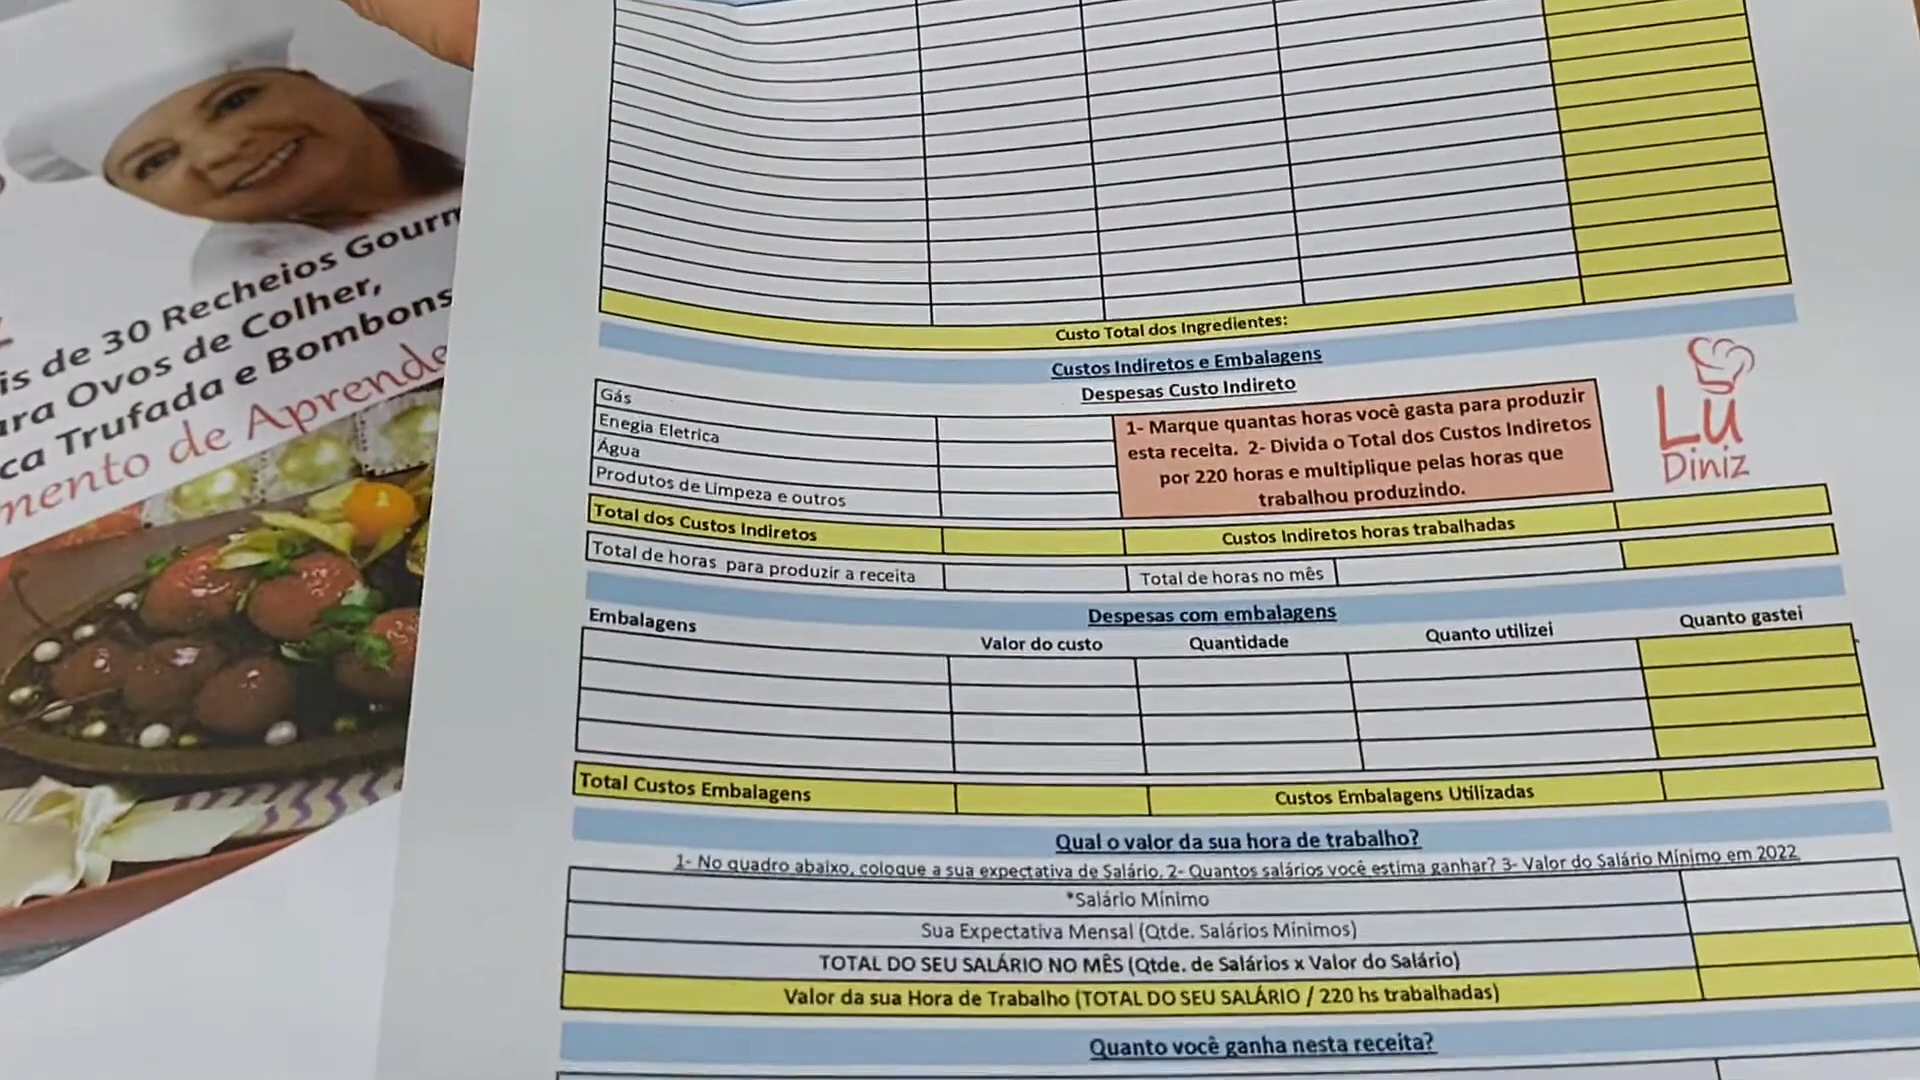 is de 30 Recheios Gourm
ra Ovos de Colher,
ca Trufada e Bombons
mento de Aprende
Custo Total dos Ingredientes:
Custos Indiretos e Embalagens
Despesas Custo Indireto
Gás
Enegia Eletrica
Água
Produtos de Limpeza e outros
1- Marque quantas horas você gasta para produzir
esta receita. 2- Divida o Total dos Custos Indiretos
por 220 horas e multiplique pelas horas que
trabalhou produzindo.
Lu
Diniz
Total dos Custos Indiretos
Custos Indiretos horas trabalhadas
Total de horas para produzir a receita
Total de horas no mês
Despesas com embalagens
Embalagens
Valor do custo
Quantidade
Quanto utilizei
Quanto gastei
Total Custos Embalagens
Custos Embalagens Utilizadas
Qual o valor da sua hora de trabalho?
1- No quadro abaixo, coloque a sua expectativa de Salário. 2- Quantos salários você estima ganhar? 3- Valor do Salário Mínimo em 2022
*Salário Mínimo
Sua Expectativa Mensal (Qtde. Salários Mínimos)
TOTAL DO SEU SALÁRIO NO MÊS (Qtde. de Salários x Valor do Salário)
Valor da sua Hora de Trabalho (TOTAL DO SEU SALÁRIO / 220 hs trabalhadas)
Quanto você ganha nesta receita?